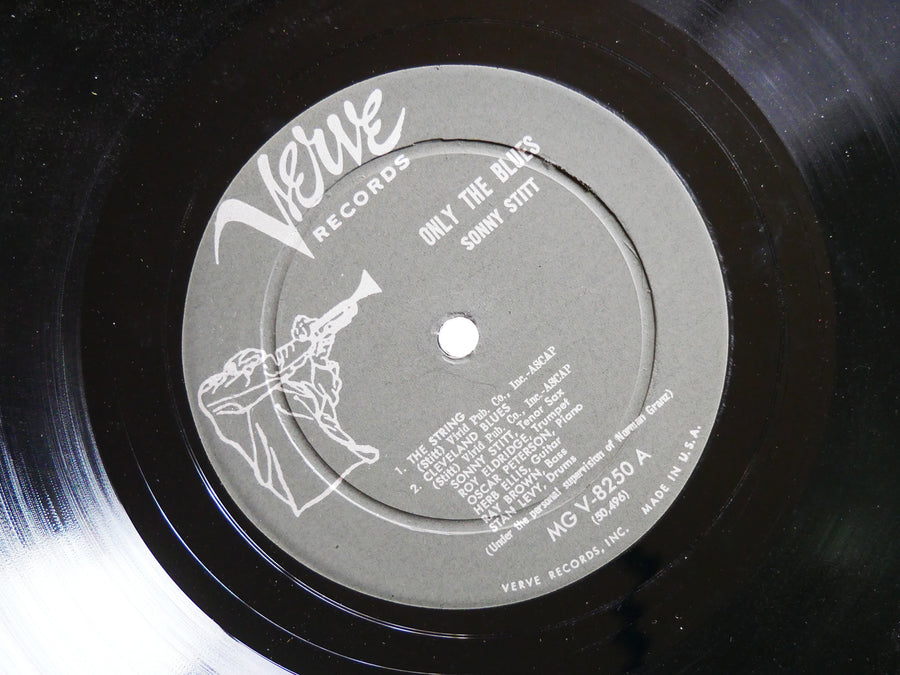 Verve
RECORDS
ONLY THE BLUES
SONNY STITT
1. THE STRING
(Stitt) Virid Pub. Co., Inc.-ASCAP
2. CLEVELAND BLUES
(Stitt) Virid Pub. Co., Inc.-ASCAP
SONNY STITT, Tenor Sax
ROY ELDRIDGE, Trumpet
OSCAR PETERSON, Piano
HERB ELLIS, Guitar
RAY BROWN, Bass
STAN LEVY, Drums
(Under the personal supervision of Norman Granz)
MG V-8250 A
(50,496)
VERVE RECORDS, INC. MADE IN U.S.A.